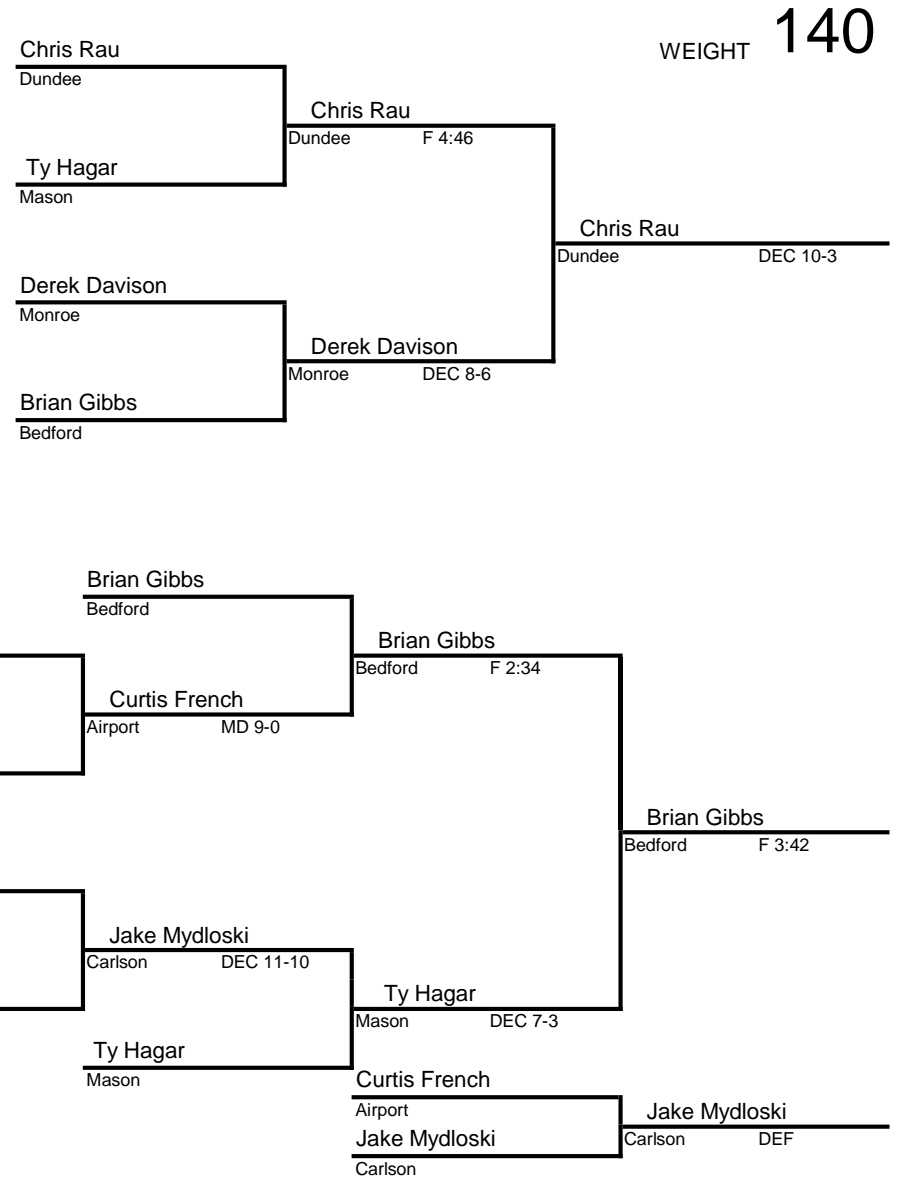 WEIGHT 140
Chris Rau
Dundee
Chris Rau
Dundee F 4:46
Ty Hagar
Mason
Chris Rau
Dundee DEC 10-3
Derek Davison
Monroe
Derek Davison
Monroe DEC 8-6
Brian Gibbs
Bedford
Brian Gibbs
Bedford
Brian Gibbs
Bedford F 2:34
Curtis French
Airport MD 9-0
Brian Gibbs
Bedford F 3:42
Jake Mydloski
Carlson DEC 11-10
Ty Hagar
Mason DEC 7-3
Ty Hagar
Mason
Curtis French
Airport
Jake Mydloski
Carlson DEF
Jake Mydloski
Carlson